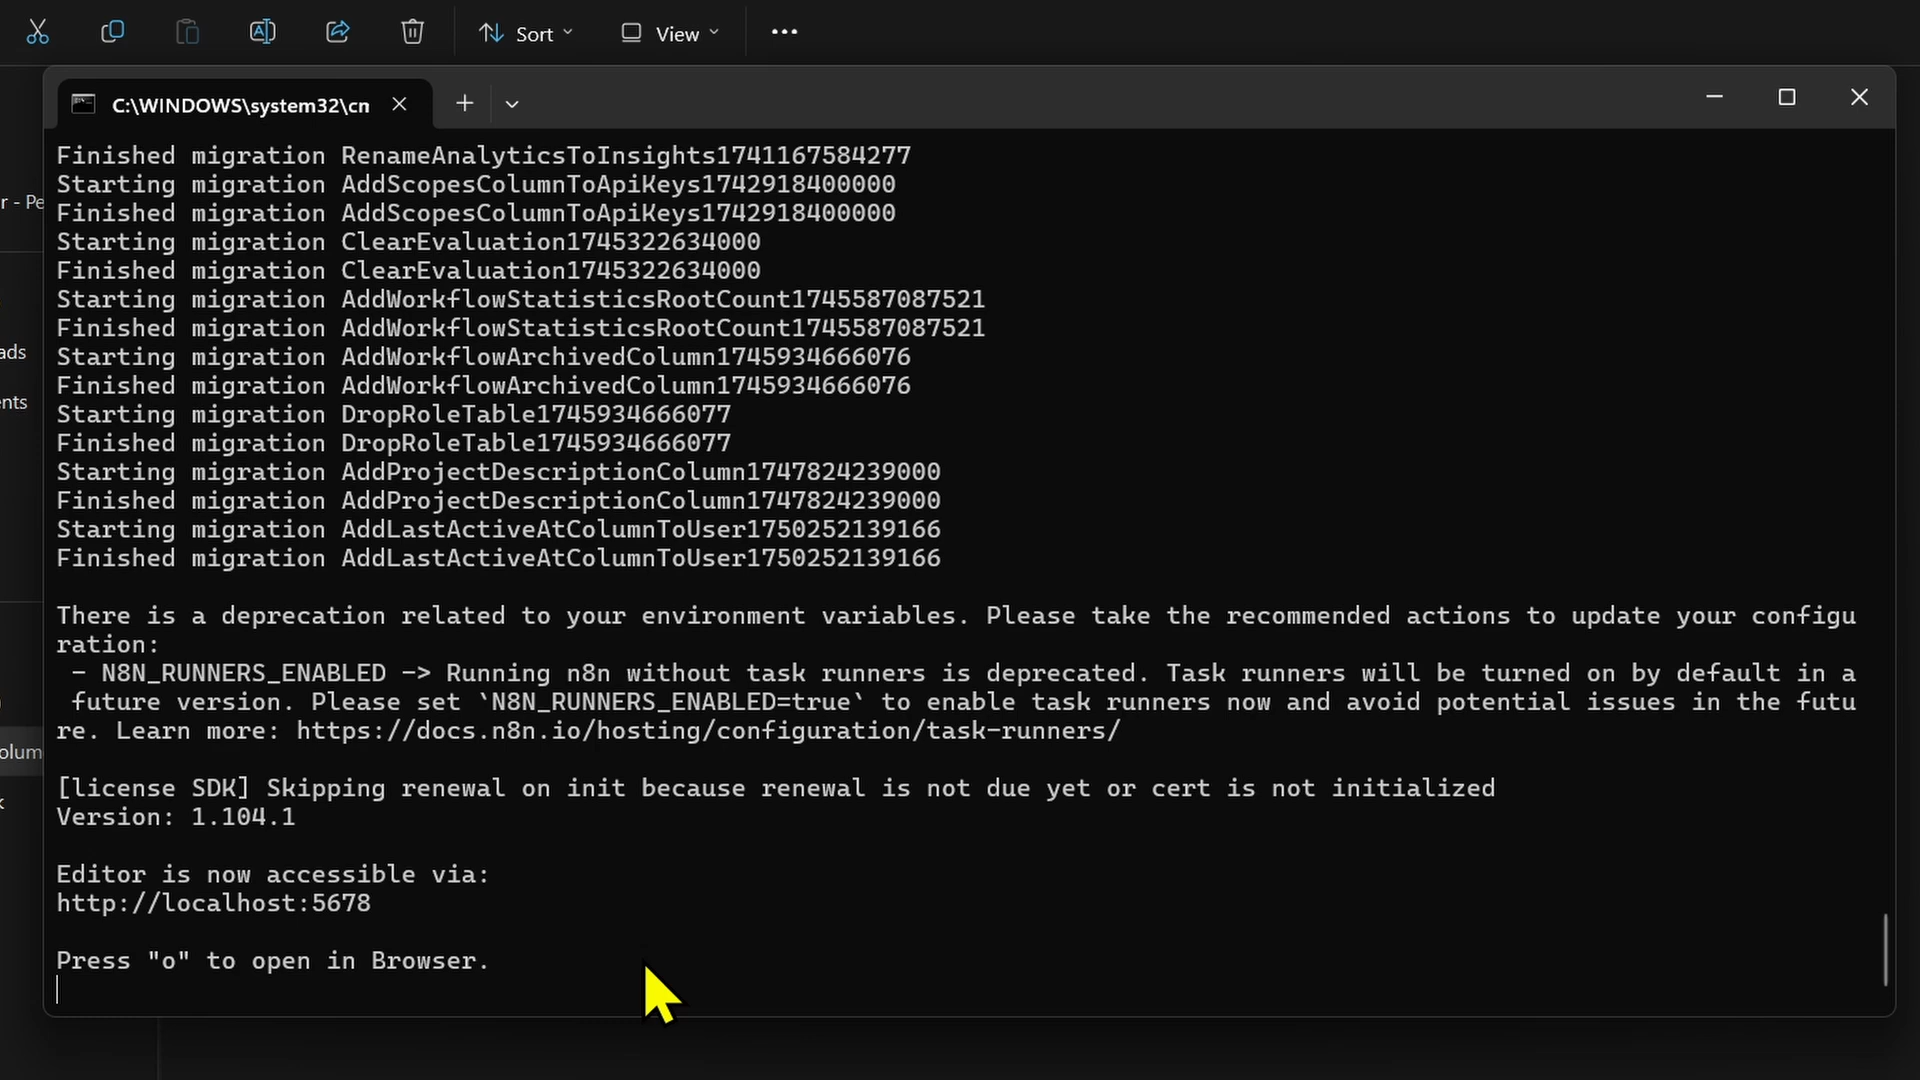 Sort
View
C:\WINDOWS\system32\cn
Finished migration RenameAnalyticsToInsights1741167584277
Starting migration AddScopesColumnToApiKeys1742918400000
Finished migration AddScopesColumnToApiKeys1742918400000
Starting migration ClearEvaluation1745322634000
Finished migration ClearEvaluation1745322634000
Starting migration AddWorkflowStatisticsRootCount1745587087521
Finished migration AddWorkflowStatisticsRootCount1745587087521
Starting migration AddWorkflowArchivedColumn1745934666076
Finished migration AddWorkflowArchivedColumn1745934666076
Starting migration DropRoleTable1745934666077
Finished migration DropRoleTable1745934666077
Starting migration AddProjectDescriptionColumn1747824239000
Finished migration AddProjectDescriptionColumn1747824239000
Starting migration AddLastActiveAtColumnToUser1750252139166
Finished migration AddLastActiveAtColumnToUser1750252139166
There is a deprecation related to your environment variables. Please take the recommended actions to update your configu
ration:
- N8N_RUNNERS_ENABLED -> Running n8n without task runners is deprecated. Task runners will be turned on by default in a
future version. Please set `N8N_RUNNERS_ENABLED=true` to enable task runners now and avoid potential issues in the futu
re. Learn more: https://docs.n8n.io/hosting/configuration/task-runners/
[license SDK] Skipping renewal on init because renewal is not due yet or cert is not initialized
Version: 1.104.1
Editor is now accessible via:
http://localhost:5678
Press "o" to open in Browser.
r - Pe
ads
ents
olum